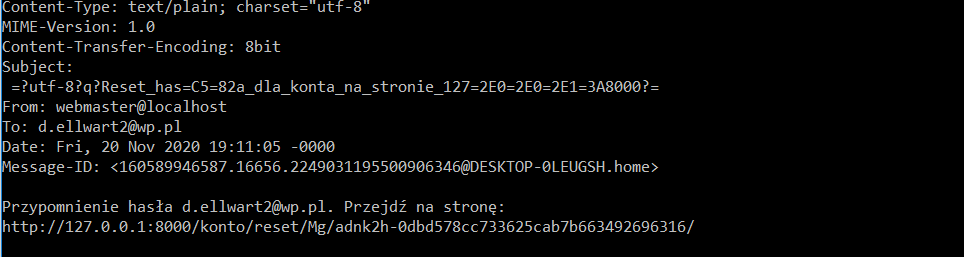 Content-Type: text/plain; charset="utf-8"
MIME-Version: 1.0
Content-Transfer-Encoding: 8bit
Subject:
 =?utf-8?q?Reset_has=C5=82a_dla_konta_na_stronie_127=2E0=2E0=2E1=3A8000?=
From: webmaster@localhost
To: d.ellwart2@wp.pl
Date: Fri, 20 Nov 2020 19:11:05 -0000
Message-ID: <160589946587.16656.2249031195500906346@DESKTOP-0LEUGSH.home>

Przypomnienie hasła d.ellwart2@wp.pl. Przejdź na stronę:
http://127.0.0.1:8000/konto/reset/Mg/adnk2h-0dbd578cc733625cab7b663492696316/